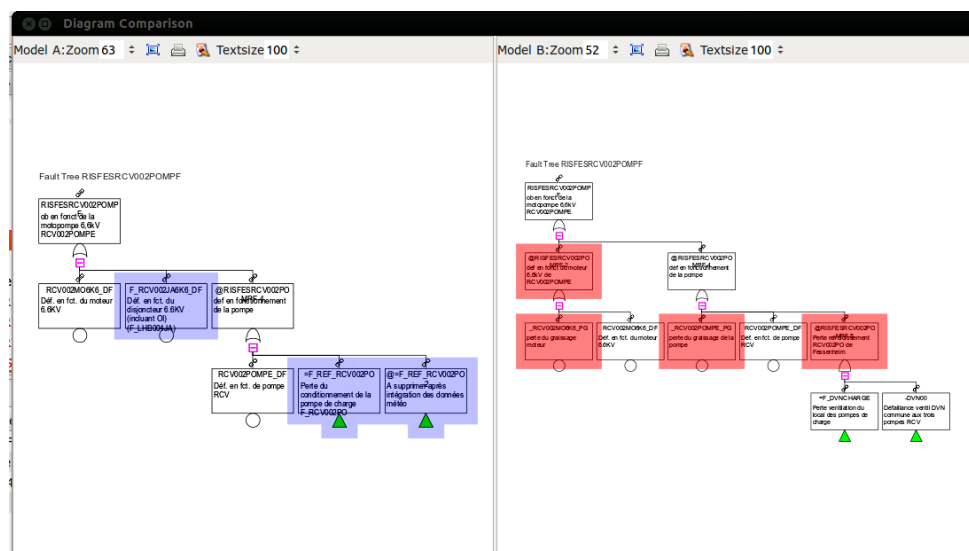 Diagram Comparison
Model A:Zoom 63 Textsize 100
Model B:Zoom 52 Textsize 100
Fault Tree RISFESRCV002POMPF
RISFESRCV002POMP
ob en fonct de la
motopompe 6,6kV
RCV002POMPE
RCV002MO6K6_DF
Déf. en fct. du moteur
6.6KV
F_RCV002JA6K6_DF
Déf. en fct. du
disjoncteur 6.6KV
(incluant OI)
(F_LHB004JA)
@RISFESRCV002PO
def en fonctionnement
de la pompe
RCV002POMPE_DF
Déf. en fct. de pompe
RCV
=F_REF_RCV002PO
Perte du
conditionnement de la
pompe de charge
F_RCV002PO
@=F_REF_RCV002PO
A supprimer après
intégration des données
météo
Fault Tree RISFESRCV002POMPF
RISFESRCV002POMP
ob en fonct de la
motopompe 6,6kV
RCV002POMPE
@RISFESRCV002PO
def en fonct du moteur
6,6kV de
RCV002POMPE
@RISFESRCV002PO
def en fonctionnement de
la pompe
_RCV002MO6K6_PG
perte du graissage
moteur
RCV002MO6K6_DF
Déf. en fct. du moteur
6.6KV
_RCV002POMPE_PG
perte du graissage de la
pompe
RCV002POMPE_DF
Déf. en fct. de pompe
RCV
@RISFESRCV002PO
Perte refroidissement
RCV002PO de
Fessenheim
=F_DVNCHARGE
Perte ventilation du
local des pompes de
charge
-DVN00
Défaillance ventil DVN
commune aux trois
pompes RCV